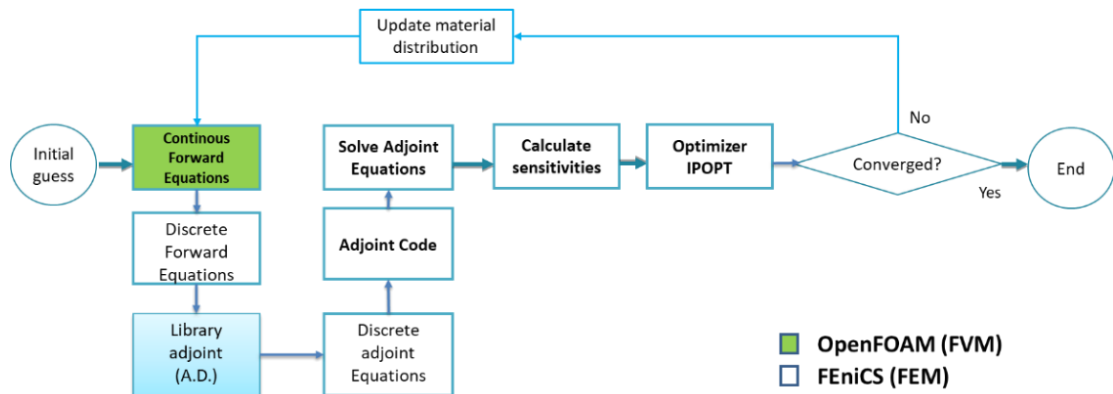 Update material
distribution
No
Initial
guess
Continous
Forward
Equations
Solve Adjoint
Equations
Calculate
sensitivities
Optimizer
IPOPT
Converged?
Yes
End
Discrete
Forward
Equations
Adjoint Code
Library
adjoint
(A.D.)
Discrete
adjoint
Equations
OpenFOAM (FVM)
FEniCS (FEM)